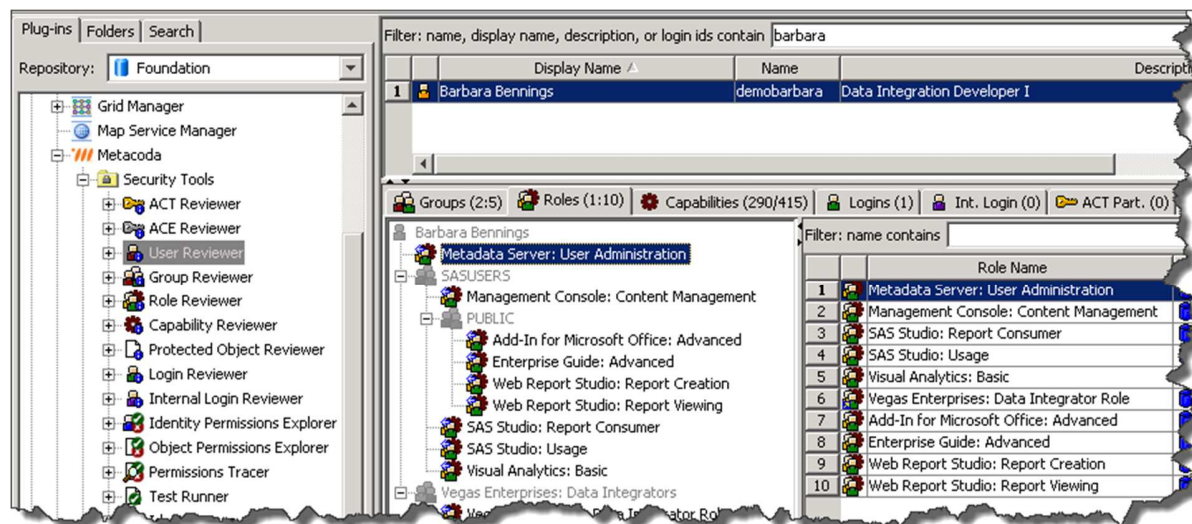 Plug-ins Folders Search
Repository: Foundation
Grid Manager
Map Service Manager
Metacoda
Security Tools
ACT Reviewer
ACE Reviewer
User Reviewer
Group Reviewer
Role Reviewer
Capability Reviewer
Protected Object Reviewer
Login Reviewer
Internal Login Reviewer
Identity Permissions Explorer
Object Permissions Explorer
Permissions Tracer
Test Runner
Filter: name, display name, description, or login ids contain barbara
Display Name Name
1 Barbara Bennings demobarbara Data Integration Developer I
Groups (2:5) Roles (1:10) Capabilities (290/415) Logins (1) Int. Login (0) ACT Part. (0)
Barbara Bennings
Metadata Server: User Administration
SASUSERS
Management Console: Content Management
PUBLIC
Add-In for Microsoft Office: Advanced
Enterprise Guide: Advanced
Web Report Studio: Report Creation
Web Report Studio: Report Viewing
SAS Studio: Report Consumer
SAS Studio: Usage
Visual Analytics: Basic
Vegas Enterprises: Data Integrators
Filter: name contains
Role Name
1 Metadata Server: User Administration
2 Management Console: Content Management
3 SAS Studio: Report Consumer
4 SAS Studio: Usage
5 Visual Analytics: Basic
6 Vegas Enterprises: Data Integrator Role
7 Add-In for Microsoft Office: Advanced
8 Enterprise Guide: Advanced
9 Web Report Studio: Report Creation
10 Web Report Studio: Report Viewing